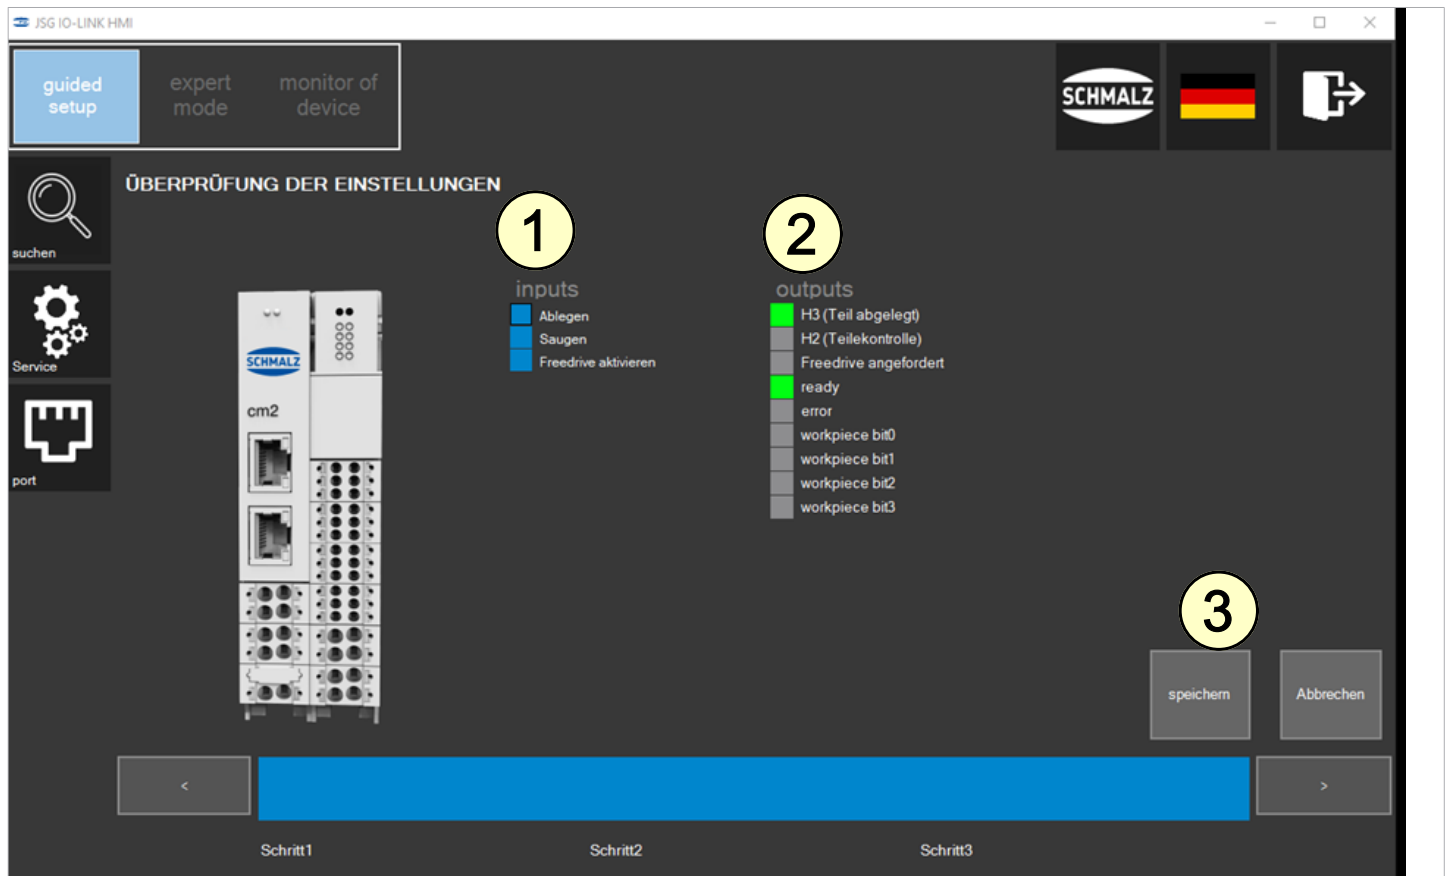 JSG IO-LINK HMI
guided
setup
expert
mode
monitor of
device
SCHMALZ
suchen
Service
port
ÜBERPRÜFUNG DER EINSTELLUNGEN
1
2
inputs
Ablegen
Saugen
Freedrive aktivieren
outputs
H3 (Teil abgelegt)
H2 (Teilekontrolle)
Freedrive angefordert
ready
error
workpiece bit0
workpiece bit1
workpiece bit2
workpiece bit3
SCHMALZ
cm2
3
speichern
Abbrechen
<
>
Schritt1
Schritt2
Schritt3